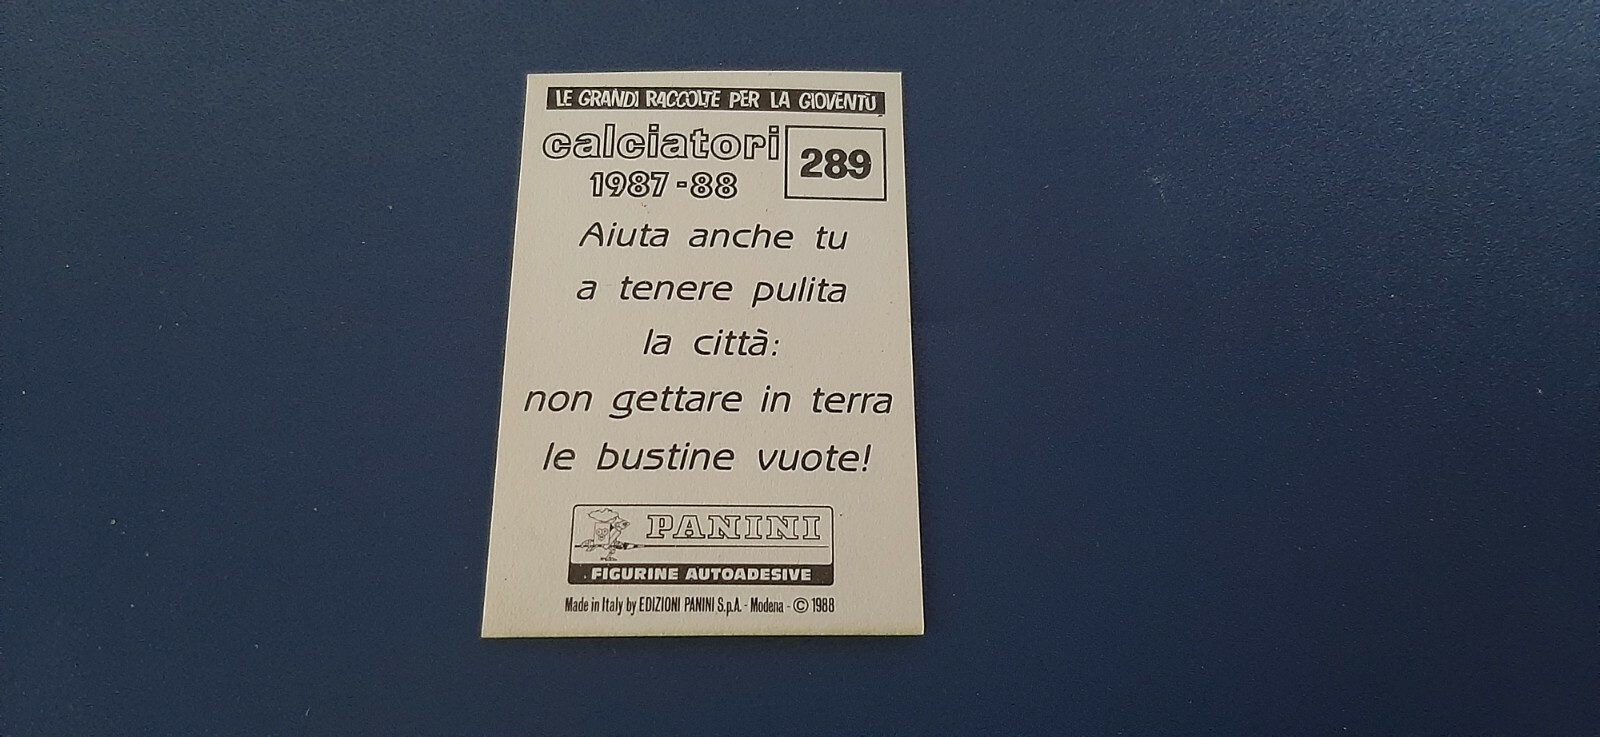 LE GRANDI RACCOLTE PER LA GIOVENTÙ
calciatori
1987-88
289
Aiuta anche tu
a tenere pulita
la città:
non gettare in terra
le bustine vuote!
PANINI
FIGURINE AUTOADESIVE
Made in Italy by EDIZIONI PANINI S.p.A. - Modena - © 1988